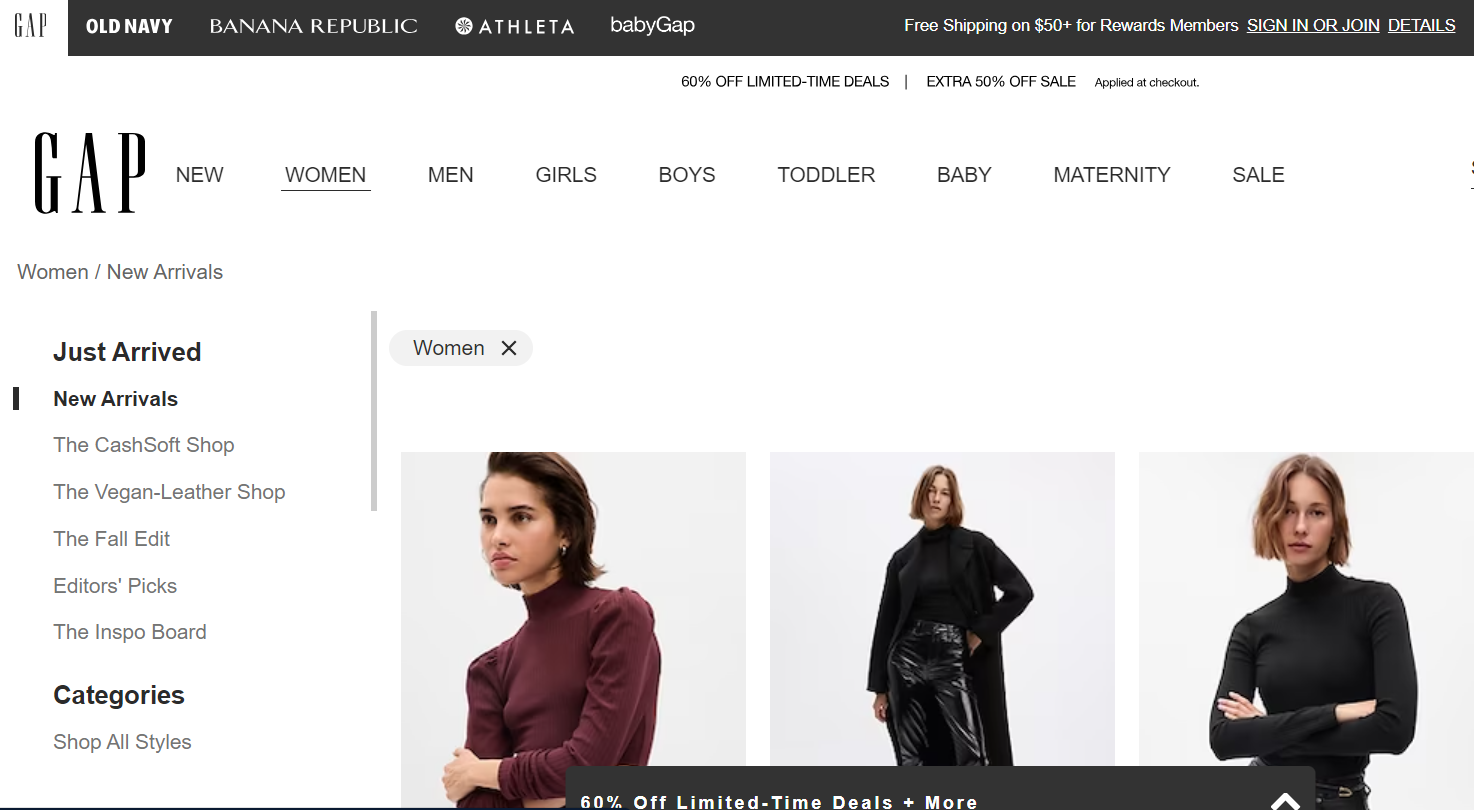 GAP OLD NAVY BANANA REPUBLIC ATHLETA babyGap Free Shipping on $50+ for Rewards Members SIGN IN OR JOIN DETAILS
60% OFF LIMITED-TIME DEALS | EXTRA 50% OFF SALE Applied at checkout.
GAP NEW WOMEN MEN GIRLS BOYS TODDLER BABY MATERNITY SALE
Women / New Arrivals
Just Arrived
New Arrivals
The CashSoft Shop
The Vegan-Leather Shop
The Fall Edit
Editors' Picks
The Inspo Board
Categories
Shop All Styles
Women
60% Off Limited-Time Deals + More